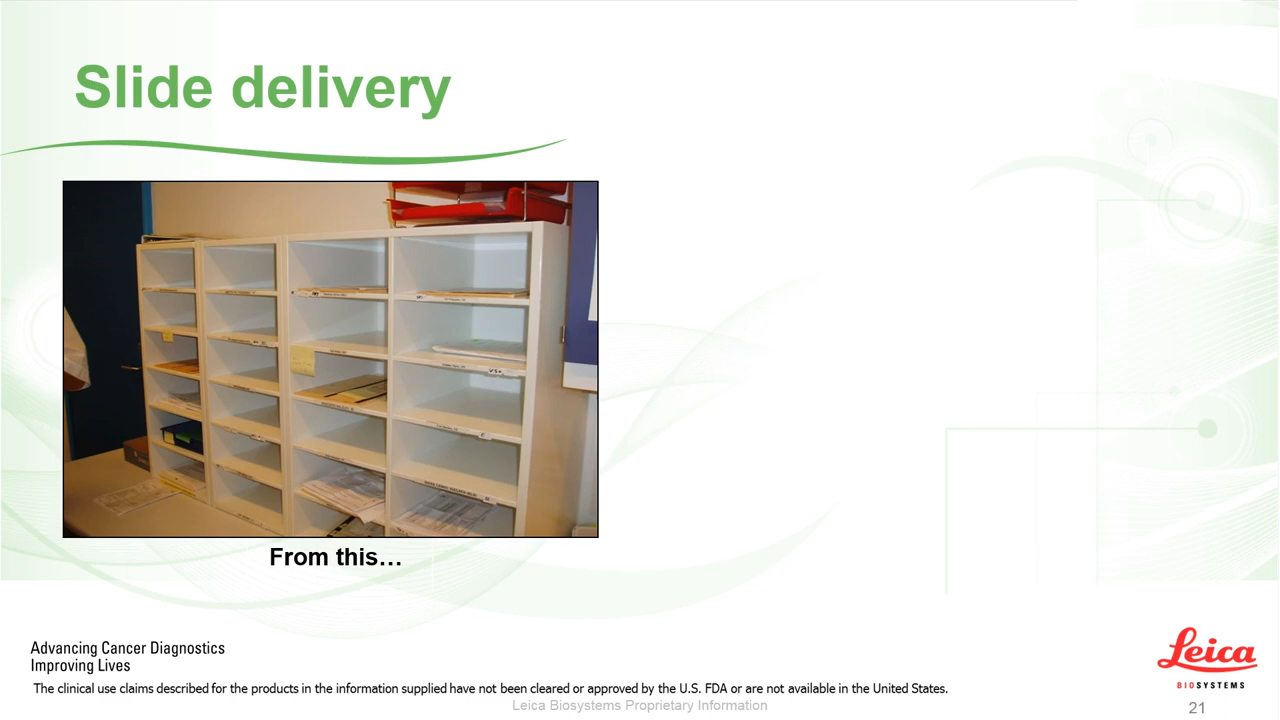 Slide delivery
From this…
Advancing Cancer Diagnostics
Improving Lives
The clinical use claims described for the products in the information supplied have not been cleared or approved by the U.S. FDA or are not available in the United States.
Leica Biosystems Proprietary Information
Leica
BIOSYSTEMS
21